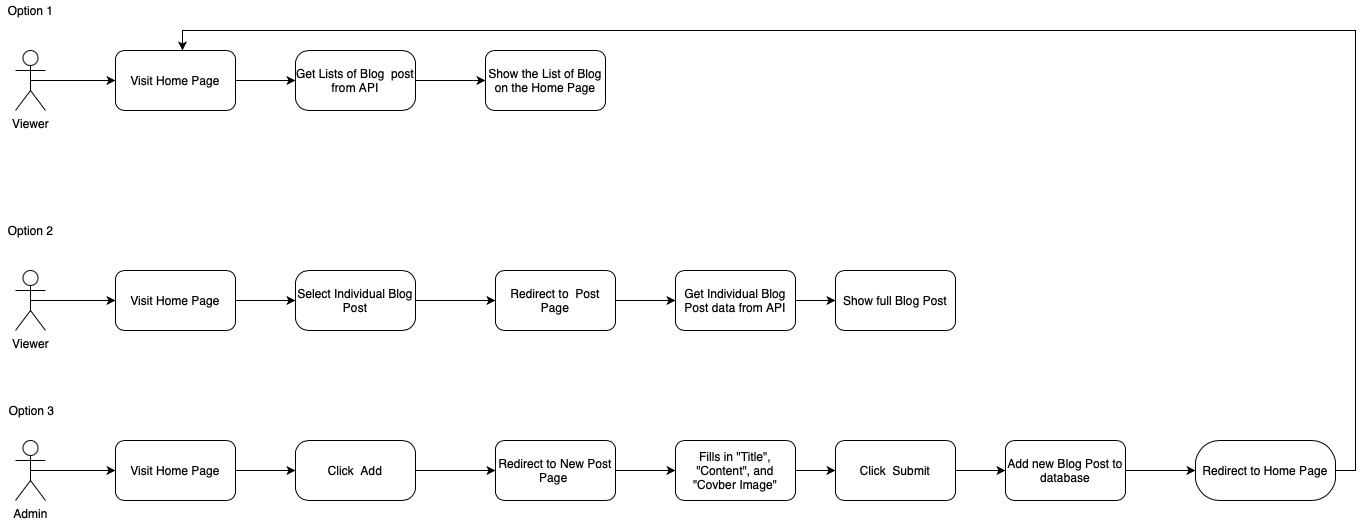 Option 1
Viewer
Visit Home Page
Get Lists of Blog  post
from API
Show the List of Blog
on the Home Page
Option 2
Viewer
Visit Home Page
Select Individual Blog
Post
Redirect to  Post
Page
Get Individual Blog
Post data from API
Show full Blog Post
Option 3
Admin
Visit Home Page
Click  Add
Redirect to New Post
Page
Fills in "Title",
"Content", and
"Covber Image"
Click  Submit
Add new Blog Post to
database
Redirect to Home Page